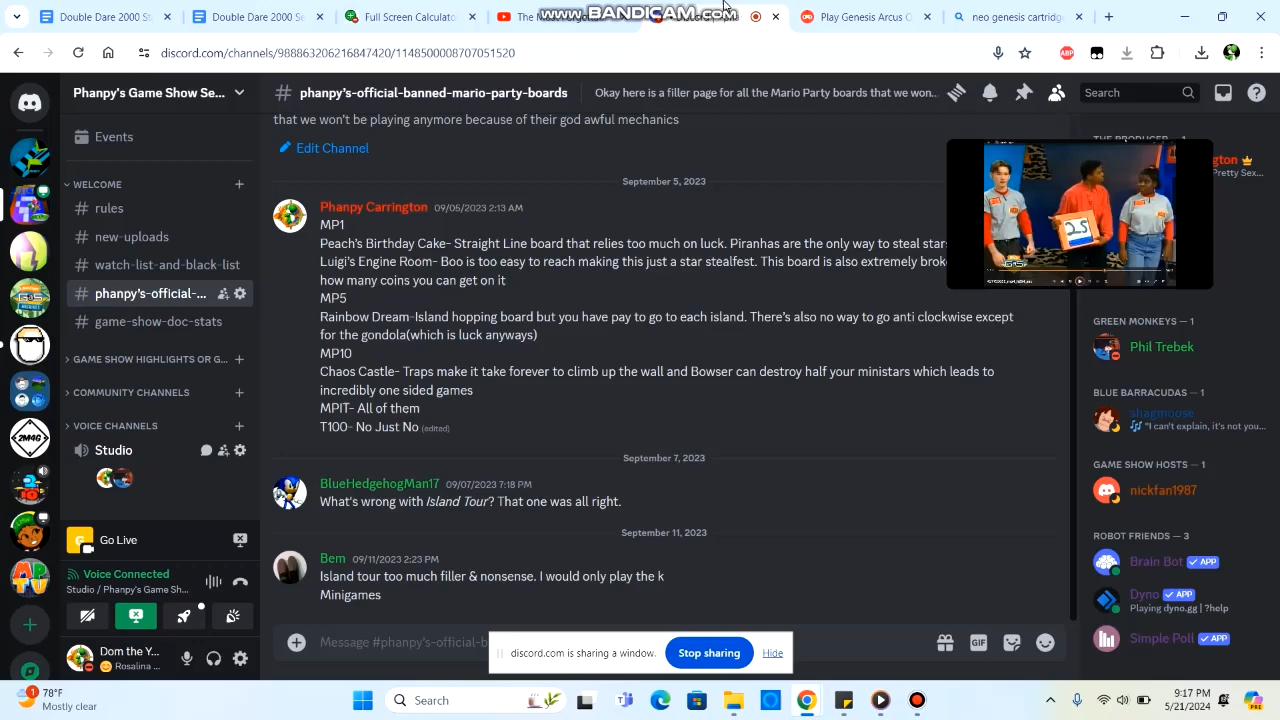 Double Dare 2000 S
Double Dare 2000 Se
Full Screen Calculato
The
www.BANDICAM.com
Play Genesis Arcus O
neo genesis cartridge
discord.com/channels/988863206216847420/1148500008707051520
Phanpy's Game Show Se...
phanpy's-official-banned-mario-party-boards
Okay here is a filler page for all the Mario Party boards that we won...
Search
Events
that we won't be playing anymore because of their god awful mechanics
Edit Channel
WELCOME
rules
new-uploads
watch-list-and-black-list
phanpy's-official-...
game-show-doc-stats
GAME SHOW HIGHLIGHTS OR G...
COMMUNITY CHANNELS
VOICE CHANNELS
Studio
September 5, 2023
Phanpy Carrington 09/05/2023 2:13 AM
MP1
Peach's Birthday Cake- Straight Line board that relies too much on luck. Piranhas are the only way to steal star
Luigi's Engine Room- Boo is too easy to reach making this just a star stealfest. This board is also extremely brok
how many coins you can get on it
MP5
Rainbow Dream-Island hopping board but you have pay to go to each island. There's also no way to go anti clockwise except
for the gondola(which is luck anyways)
MP10
Chaos Castle- Traps make it take forever to climb up the wall and Bowser can destroy half your ministars which leads to
incredibly one sided games
MPIT- All of them
T100- No Just No (edited)
September 7, 2023
BlueHedgehogMan17 09/07/2023 7:18 PM
What's wrong with Island Tour? That one was all right.
September 11, 2023
Bem 09/11/2023 2:23 PM
Island tour too much filler & nonsense. I would only play the k
Minigames
Message #phanpy's-official-b
discord.com is sharing a window.
Stop sharing
Hide
THE PRODUCER — 1
ngton
Pretty Sex...
25
GAS
GREEN MONKEYS — 1
Phil Trebek
BLUE BARRACUDAS — 1
shagmoose
"I can't explain, it's not you...
GAME SHOW HOSTS — 1
nickfan1987
ROBOT FRIENDS — 3
Brain Bot APP
Dyno APP
Playing dyno.gg | ?help
Simple Poll APP
2M4G
APTV
Go Live
Voice Connected
Studio / Phanpy's Game Sh...
Dom the Y...
Rosalina ...
78°F
Mostly clear
Search
9:17 PM
5/21/2024